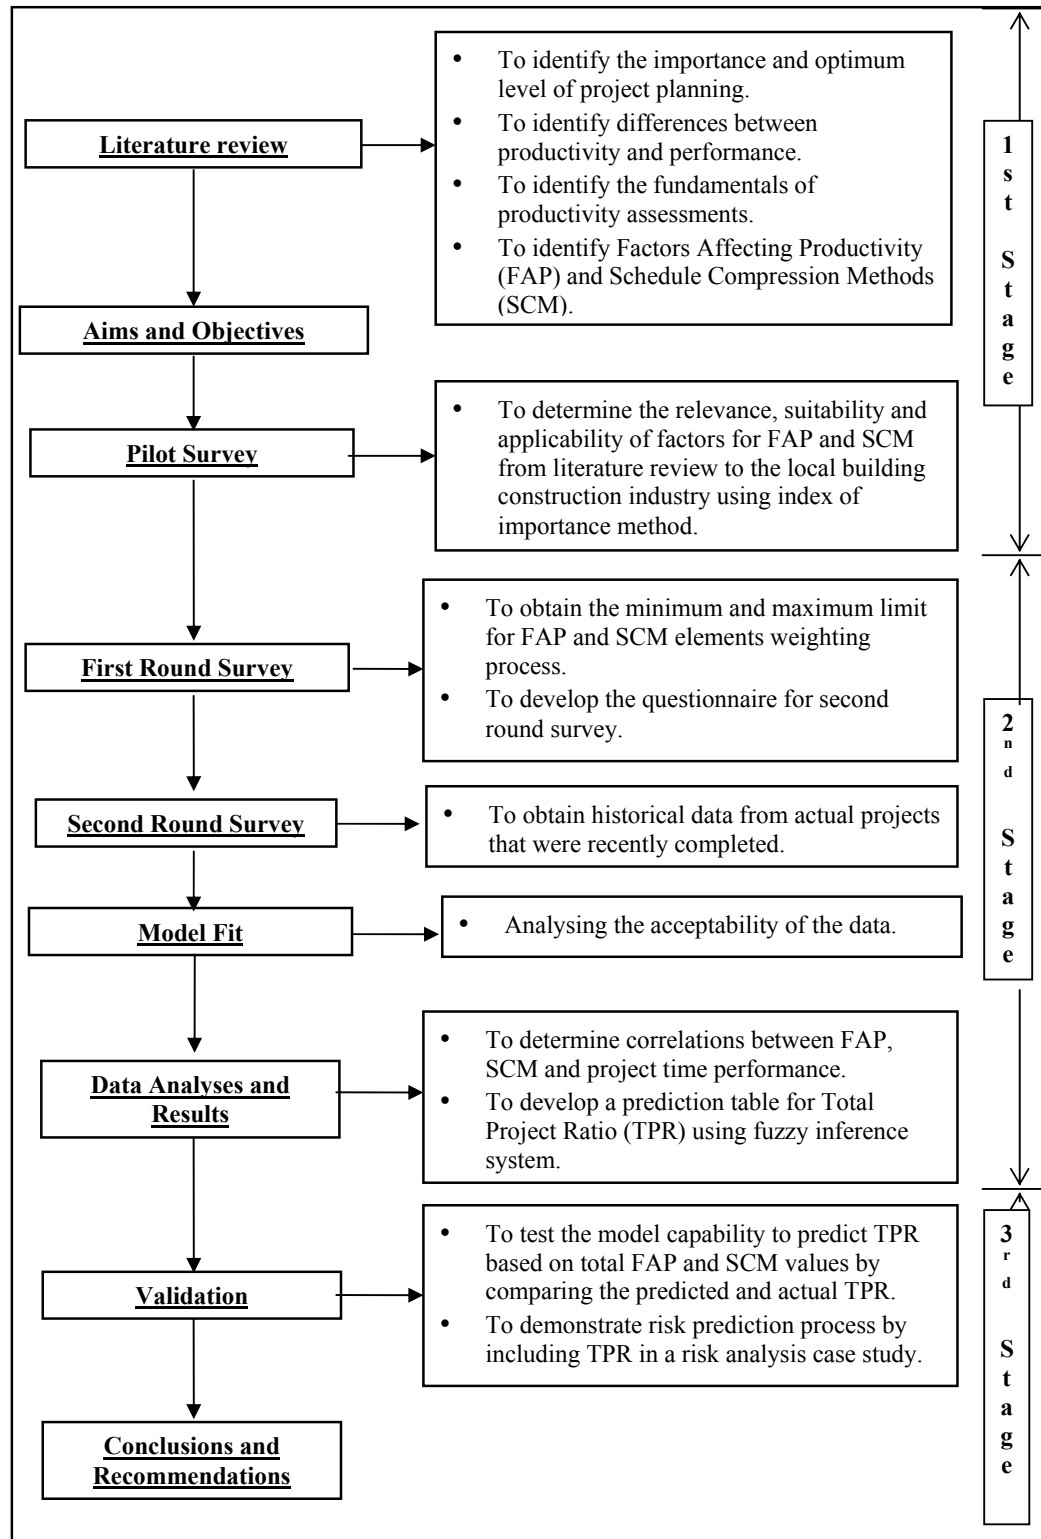 • To identify the importance and optimum
level of project planning.
• To identify differences between
productivity and performance.
• To identify the fundamentals of
productivity assessments.
• To identify Factors Affecting Productivity
(FAP) and Schedule Compression Methods
(SCM).
Literature review
1st Stage
Aims and Objectives
Pilot Survey
• To determine the relevance, suitability and
applicability of factors for FAP and SCM
from literature review to the local building
construction industry using index of
importance method.
First Round Survey
• To obtain the minimum and maximum limit
for FAP and SCM elements weighting
process.
• To develop the questionnaire for second
round survey.
2nd Stage
Second Round Survey
• To obtain historical data from actual projects
that were recently completed.
Model Fit
• Analysing the acceptability of the data.
Data Analyses and
Results
• To determine correlations between FAP,
SCM and project time performance.
• To develop a prediction table for Total
Project Ratio (TPR) using fuzzy inference
system.
Validation
• To test the model capability to predict TPR
based on total FAP and SCM values by
comparing the predicted and actual TPR.
• To demonstrate risk prediction process by
including TPR in a risk analysis case study.
3rd Stage
Conclusions and
Recommendations